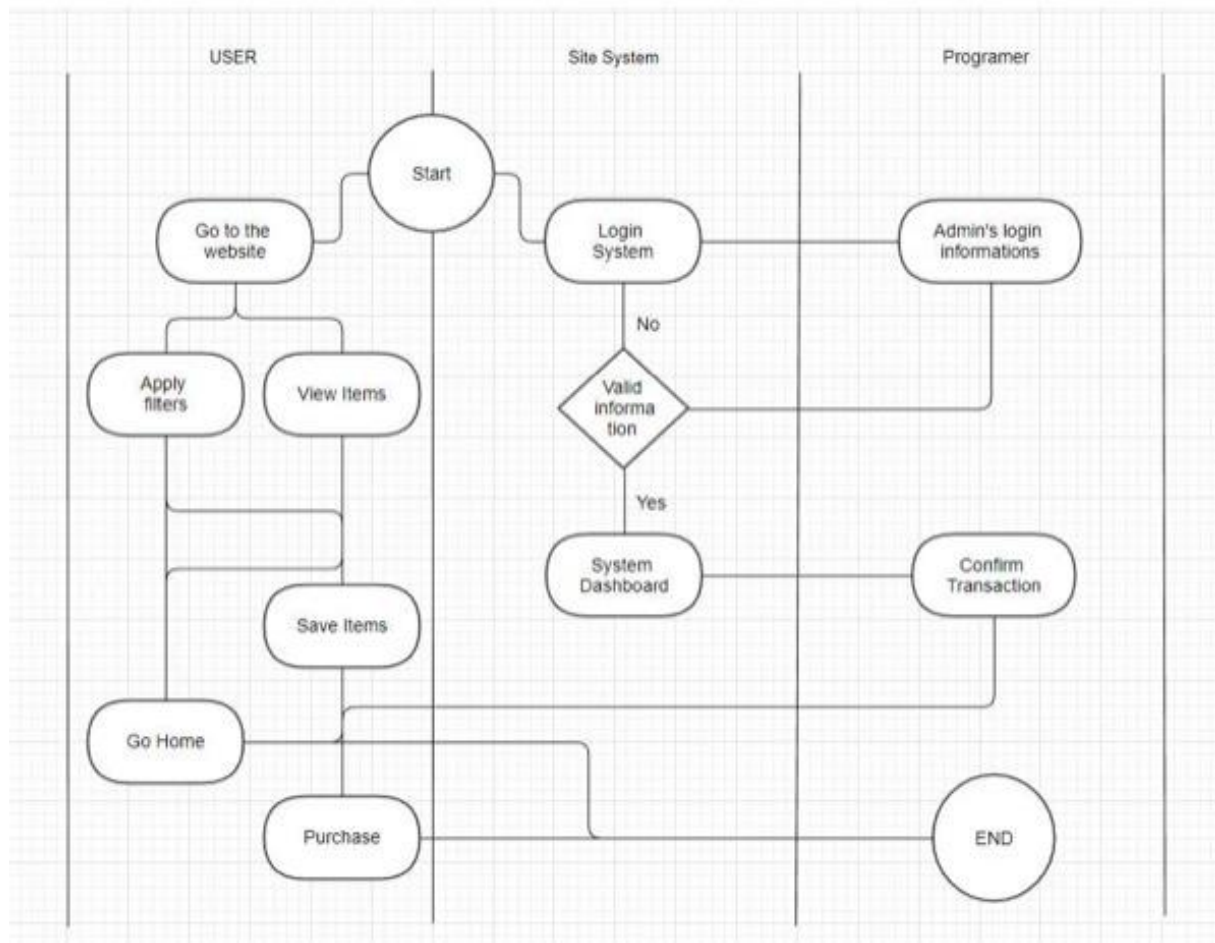 USER
Site System
Programer
Start
Go to the
website
Login
System
Admin's login
informations
No
Apply
filters
View Items
Valid
informa
tion
Yes
System
Dashboard
Confirm
Transaction
Save Items
Go Home
Purchase
END